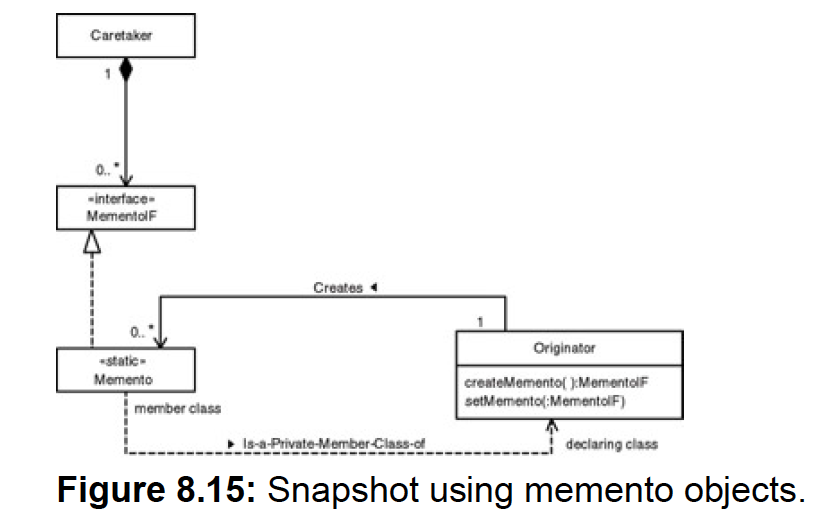 Caretaker
1
0..*
«interface»
MementoIF
Creates ◀
0..*
1
«static»
Memento
Originator
createMemento( ):MementoIF
setMemento(:MementoIF)
member class
▶ Is-a-Private-Member-Class-of
declaring class
Figure 8.15: Snapshot using memento objects.